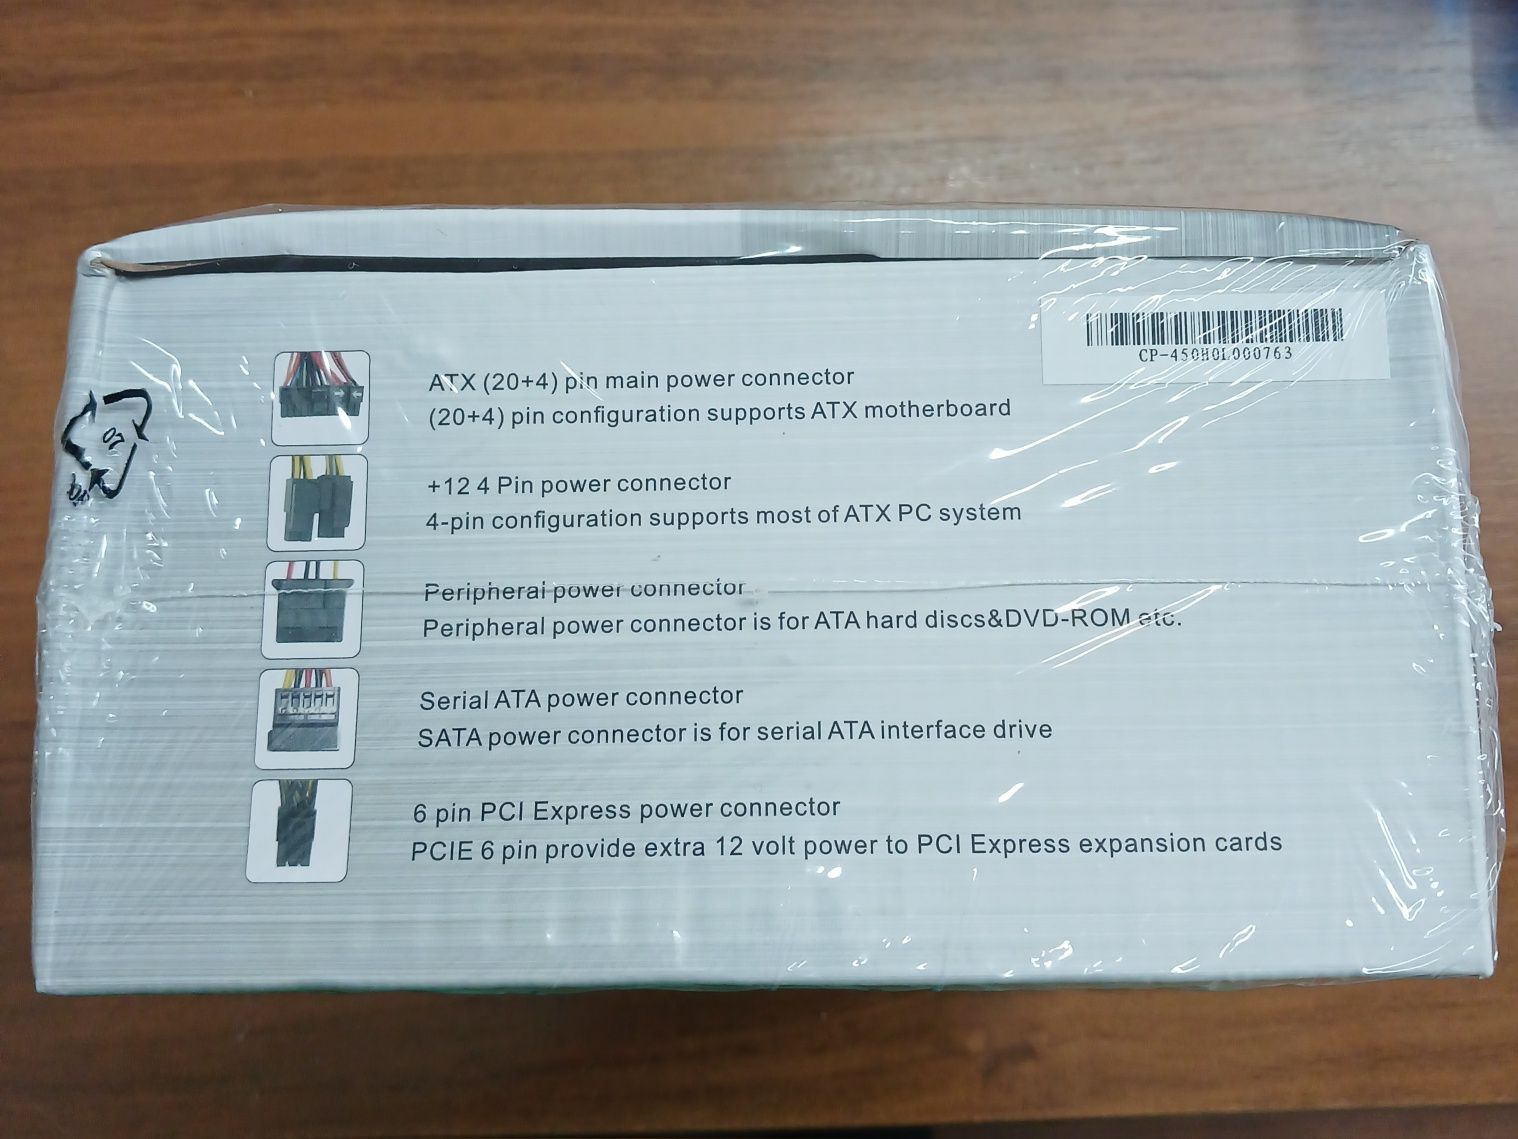 CP-450H0L000763
ATX (20+4) pin main power connector
(20+4) pin configuration supports ATX motherboard
+12 4 Pin power connector
4-pin configuration supports most of ATX PC system
Peripheral power connector
Peripheral power connector is for ATA hard discs&DVD-ROM etc.
Serial ATA power connector
SATA power connector is for serial ATA interface drive
6 pin PCI Express power connector
PCIE 6 pin provide extra 12 volt power to PCI Express expansion cards